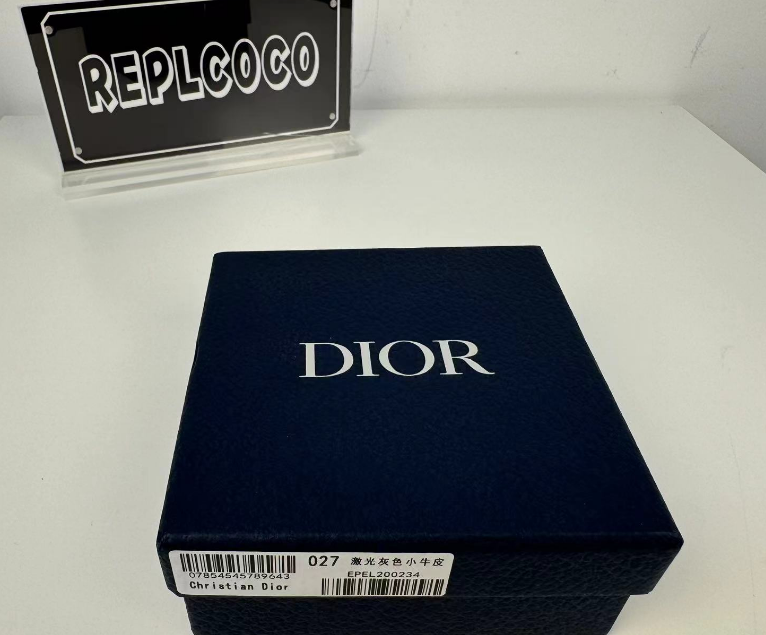 REPLCOCO
DIOR
027 激光灰色小牛皮
07854545789643
EPEL200234
Christian Dior